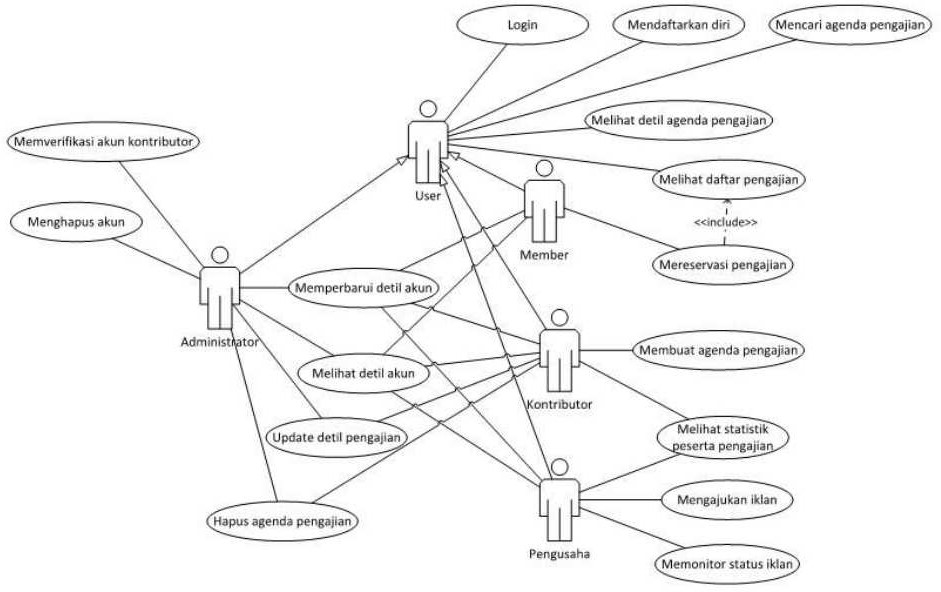 Login
Mendaftarkan diri
Mencari agenda pengajian
Memverifikasi akun kontributor
Melihat detil agenda pengajian
Menghapus akun
User
Melihat daftar pengajian
<<include>>
Member
Mereservasi pengajian
Administrator
Memperbarui detil akun
Melihat detil akun
Kontributor
Membuat agenda pengajian
Update detil pengajian
Melihat statistik
peserta pengajian
Hapus agenda pengajian
Mengajukan iklan
Pengusaha
Memonitor status iklan